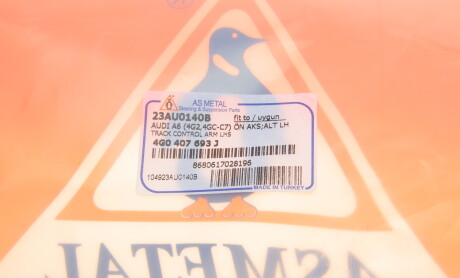 AS METAL
Steering & Suspension Parts
23AU0140B fit to / uygun
AUDI A6 (4G2,4GC-C7) ÖN AKS;ALT LH
TRACK CONTROL ARM LHS
4G0 407 693 J
8680617028196
104923AU0140B
MADE IN TURKEY
ASMETAL